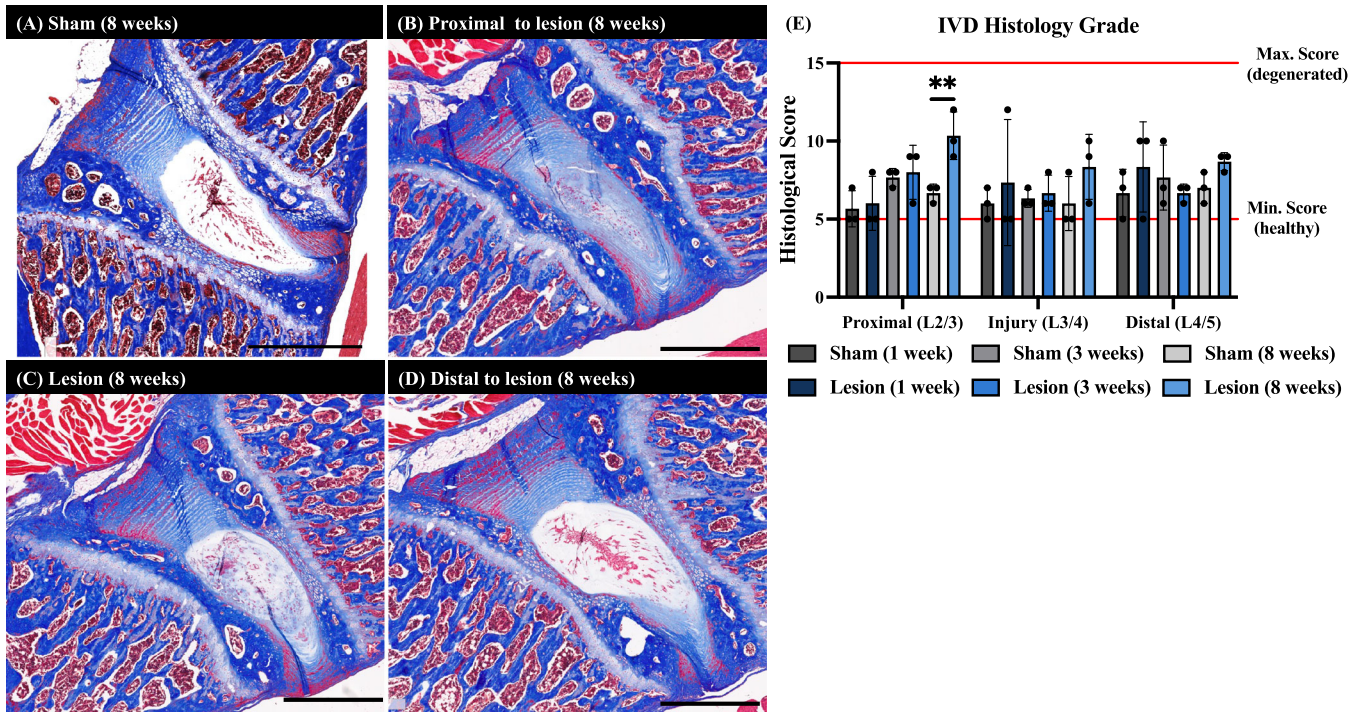 (A) Sham (8 weeks)
(B) Proximal to lesion (8 weeks)
(C) Lesion (8 weeks)
(D) Distal to lesion (8 weeks)
(E)
IVD Histology Grade
Max. Score
(degenerated)
Min. Score
(healthy)
Histological Score
15
10
5
0
**
Proximal (L2/3)
Injury (L3/4)
Distal (L4/5)
Sham (1 week)
Sham (3 weeks)
Sham (8 weeks)
Lesion (1 week)
Lesion (3 weeks)
Lesion (8 weeks)